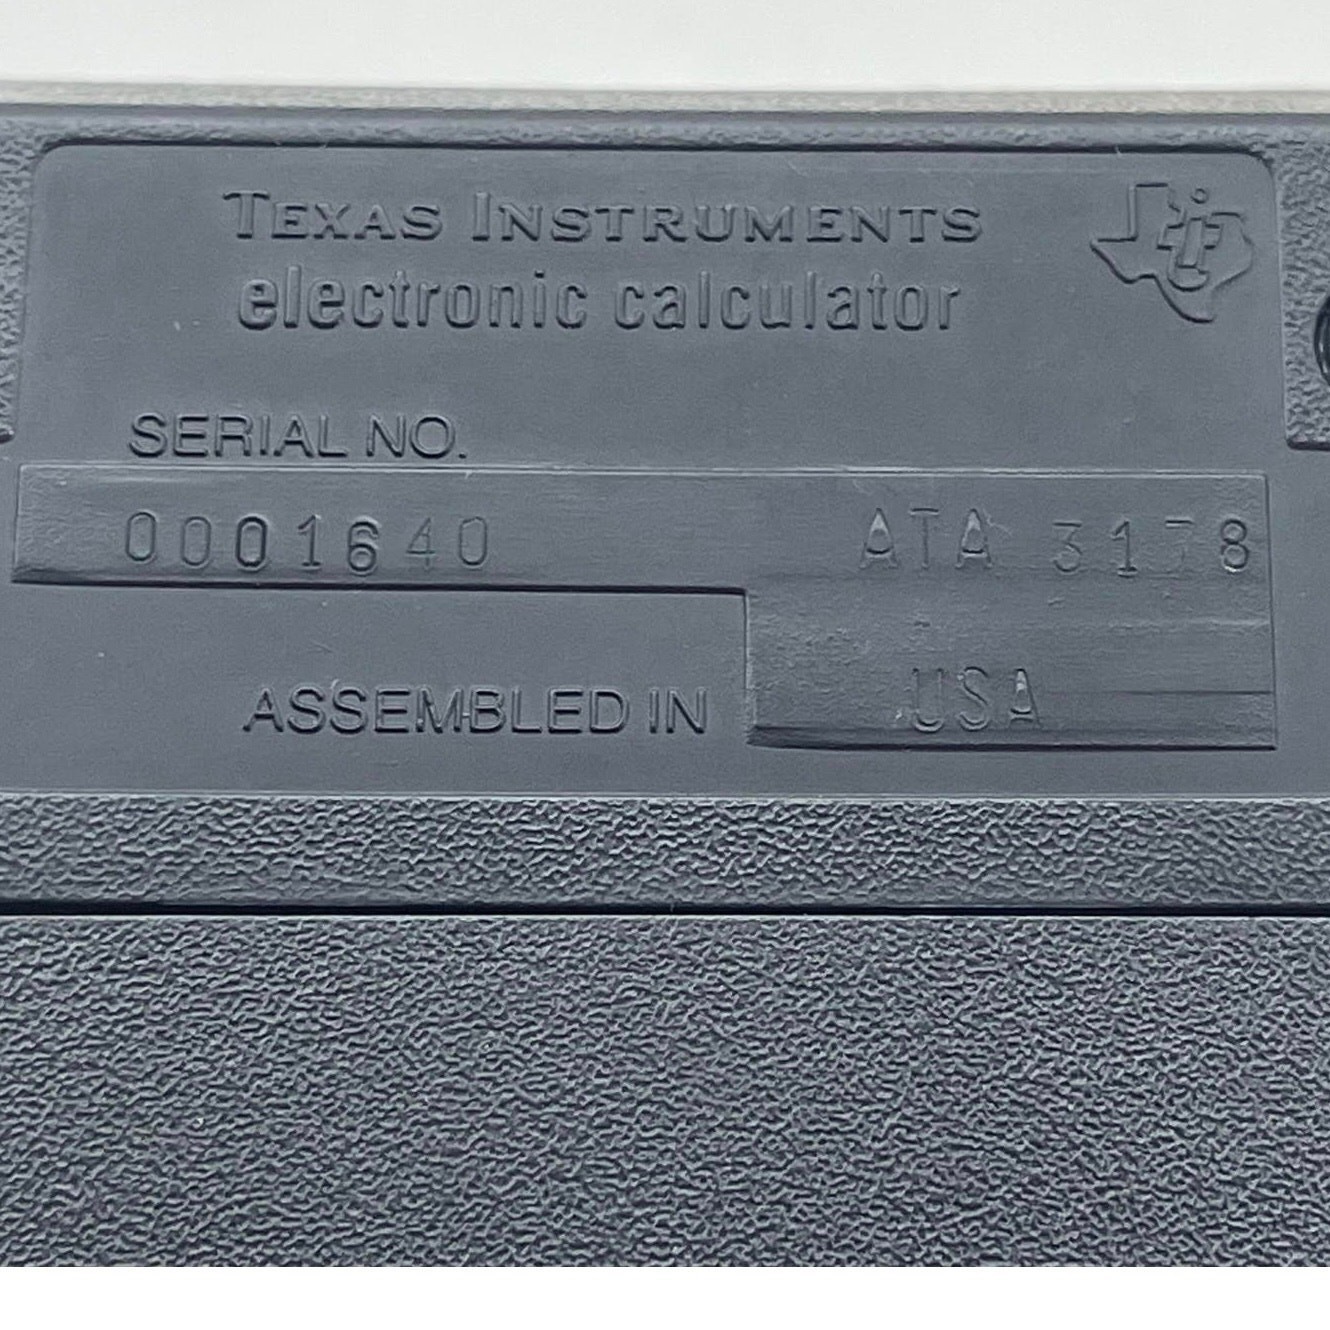 TEXAS INSTRUMENTS
electronic calculator
SERIAL NO.
0001640 ATA 3178
ASSEMBLED IN USA